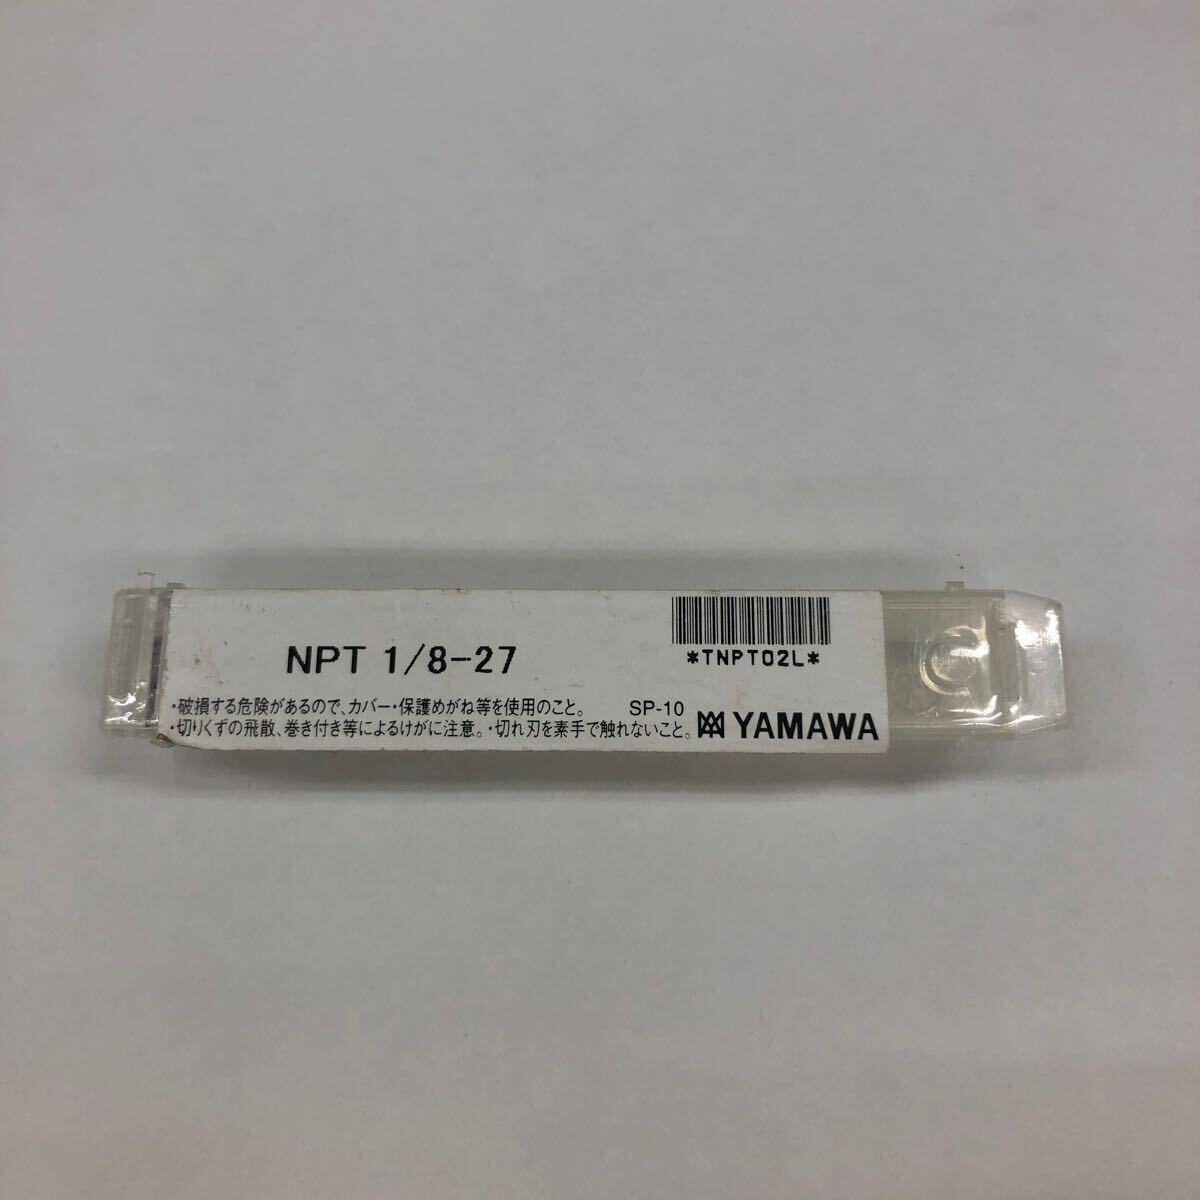 NPT 1/8-27
*TNPT02L*
・破損する危険があるので、カバー・保護めがね等を使用のこと。 SP-10
・切りくずの飛散、巻き付き等によるけがに注意。・切れ刃を素手で触れないこと。
YAMAWA